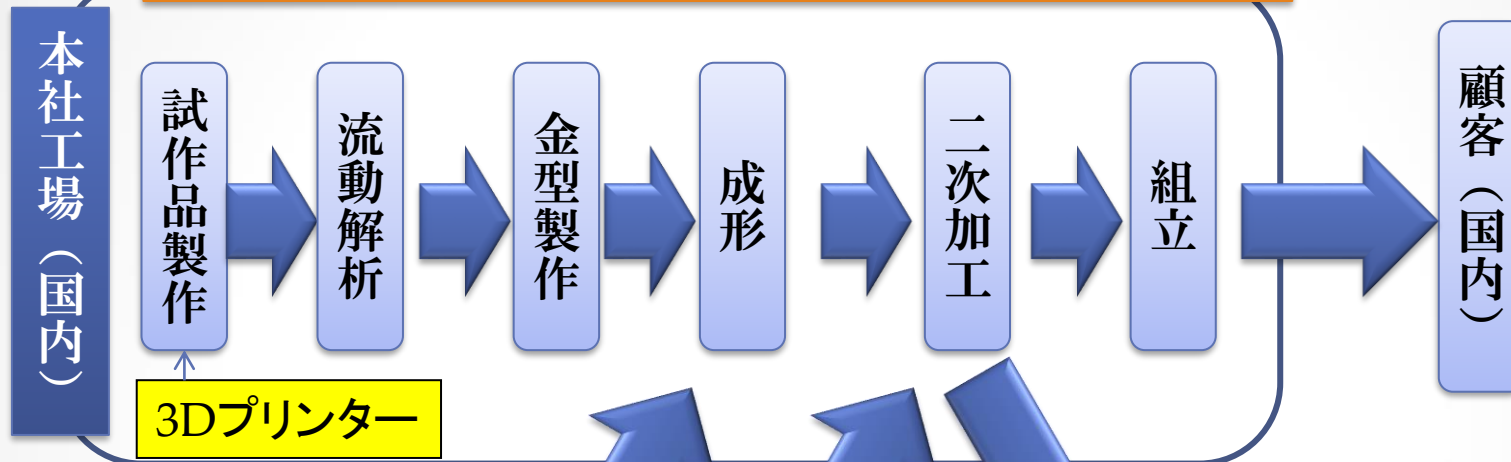 本社工場（国内）
試作品製作
流動解析
金型製作
成形
二次加工
組立
顧客（国内）
3Dプリンター